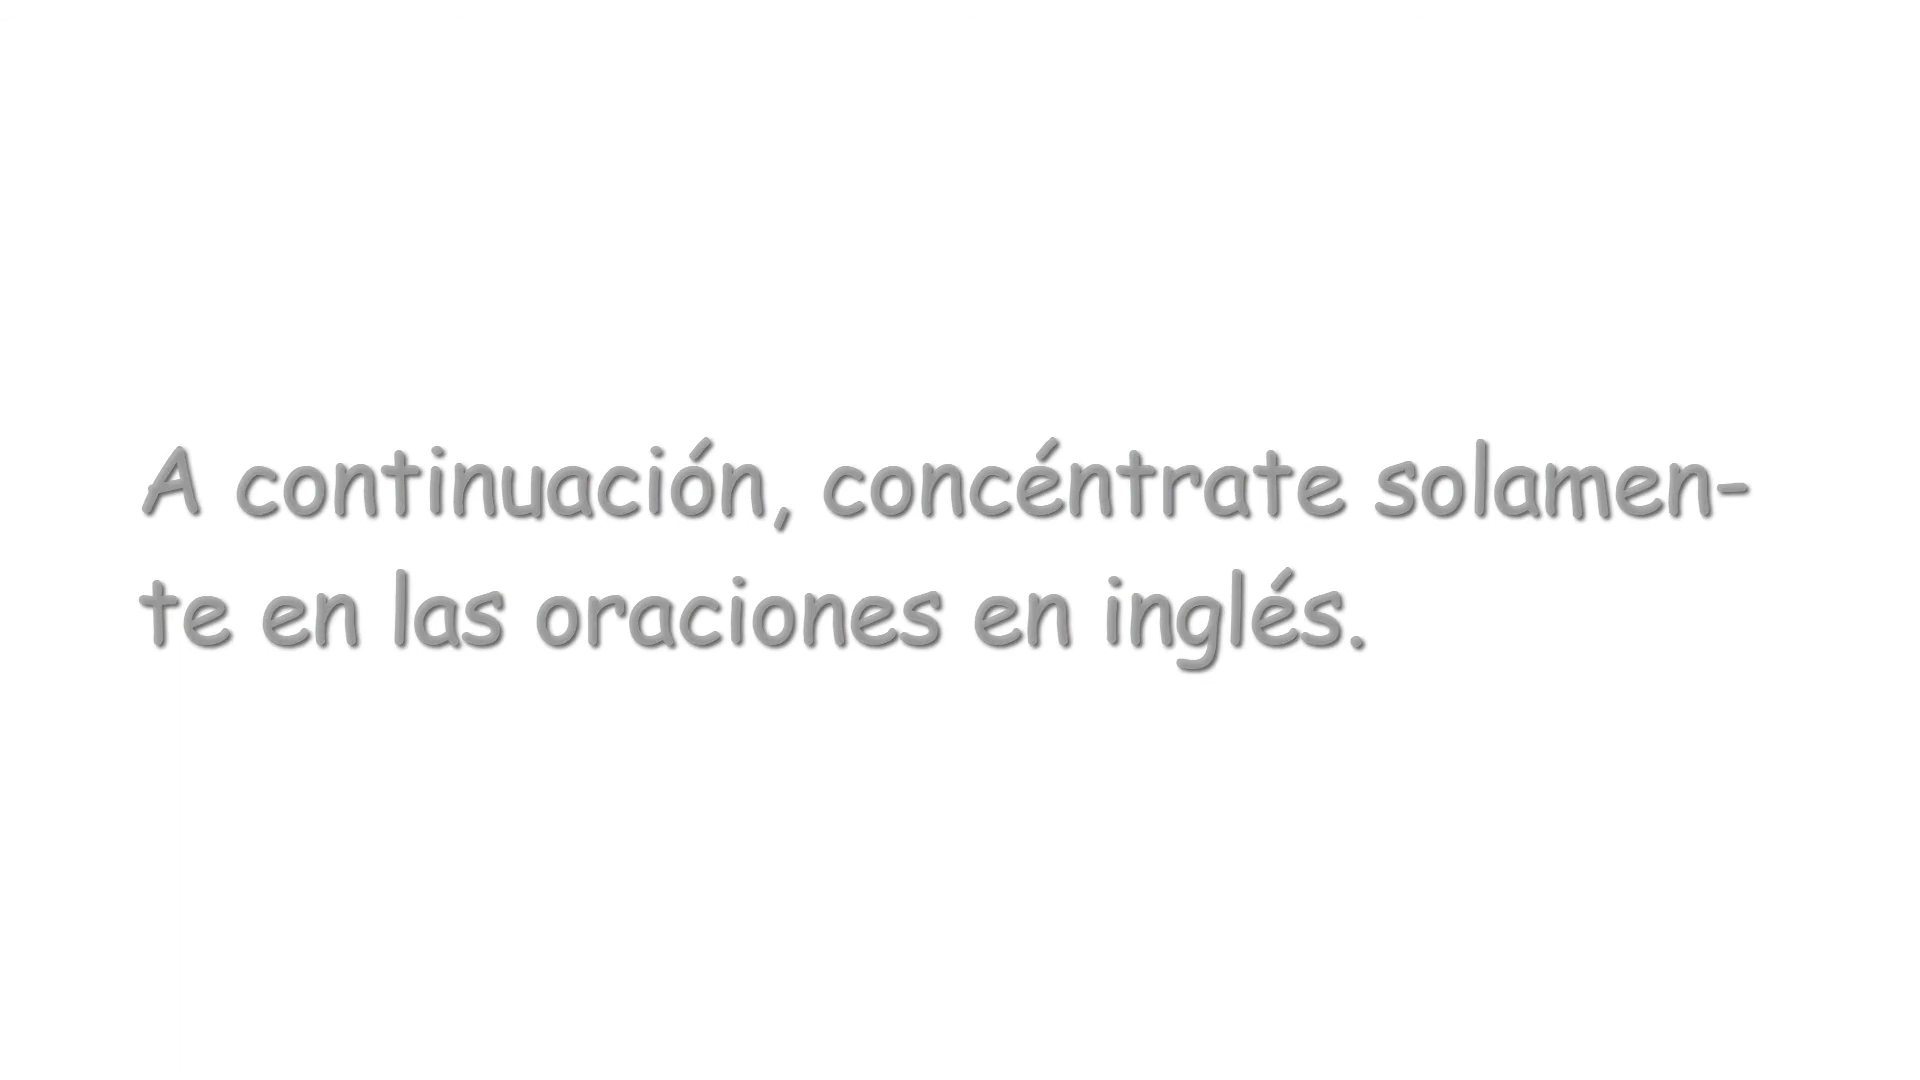 A continuación, concéntrate solamen-
te en las oraciones en inglés.